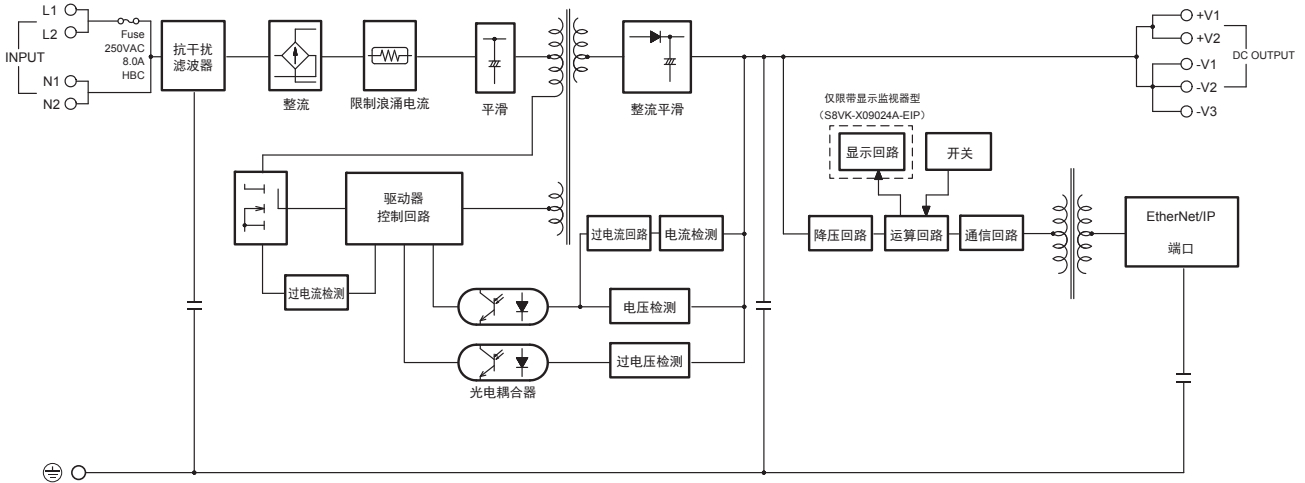 L1
L2
INPUT
N1
N2
Fuse
250VAC
8.0A
HBC
抗干扰
滤波器
整流
限制浪涌电流
平滑
整流平滑
+V1
+V2
DC OUTPUT
-V1
-V2
-V3
仅限带显示监视器型
（S8VK-X09024A-EIP）
显示回路
开关
驱动器
控制回路
过电流回路
电流检测
降压回路
运算回路
通信回路
EtherNet/IP
端口
过电流检测
电压检测
过电压检测
光电耦合器